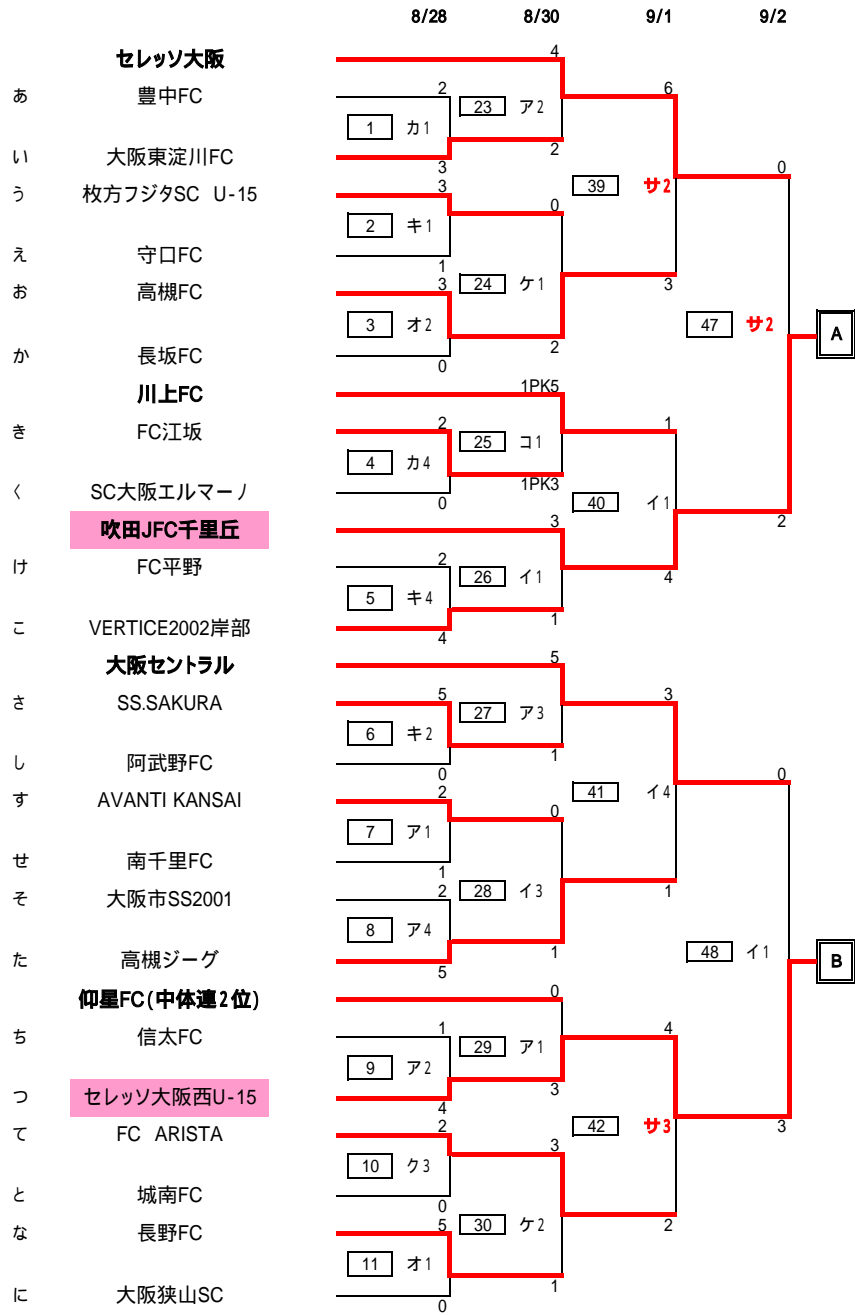 8/28 8/30 9/1 9/2
4
セレッソ大阪
6
あ 豊中FC 2
23 ア2
1 カ1
2
い 大阪東淀川FC 3
0
39 サ2
う 枚方フジタSC U-15 3
0
2 キ1
え 守口FC 1
お 高槻FC 3
24 ケ1
3
3 オ2
47 サ2
A
2
か 長坂FC 0
1PK5
川上FC
1
き FC江坂 2
25 コ1
4 カ4
1PK3
く SC大阪エルマーノ 0
40 イ1
3
2
吹田JFC千里丘
け FC平野 2
26 イ1
4
5 キ4
1
こ VERTICE2002岸部 4
5
大阪セントラル
3
さ SS.SAKURA 5
27 ア3
6 キ2
1
し 阿武野FC 0
0
41 イ4
す AVANTI KANSAI 2
0
7 ア1
せ 南千里FC 1
28 イ3
そ 大阪市SS2001 2
1
8 ア4
1
48 イ1
B
た 高槻ジーグ 5
0
仰星FC(中体連2位)
4
ち 信太FC 1
29 ア1
9 ア2
3
つ セレッソ大阪西U-15 4
42 サ3
3
て FC ARISTA 2
3
10 ク3
と 城南FC 0
な 長野FC 5
30 ケ2
2
11 オ1
1
に 大阪狭山SC 0